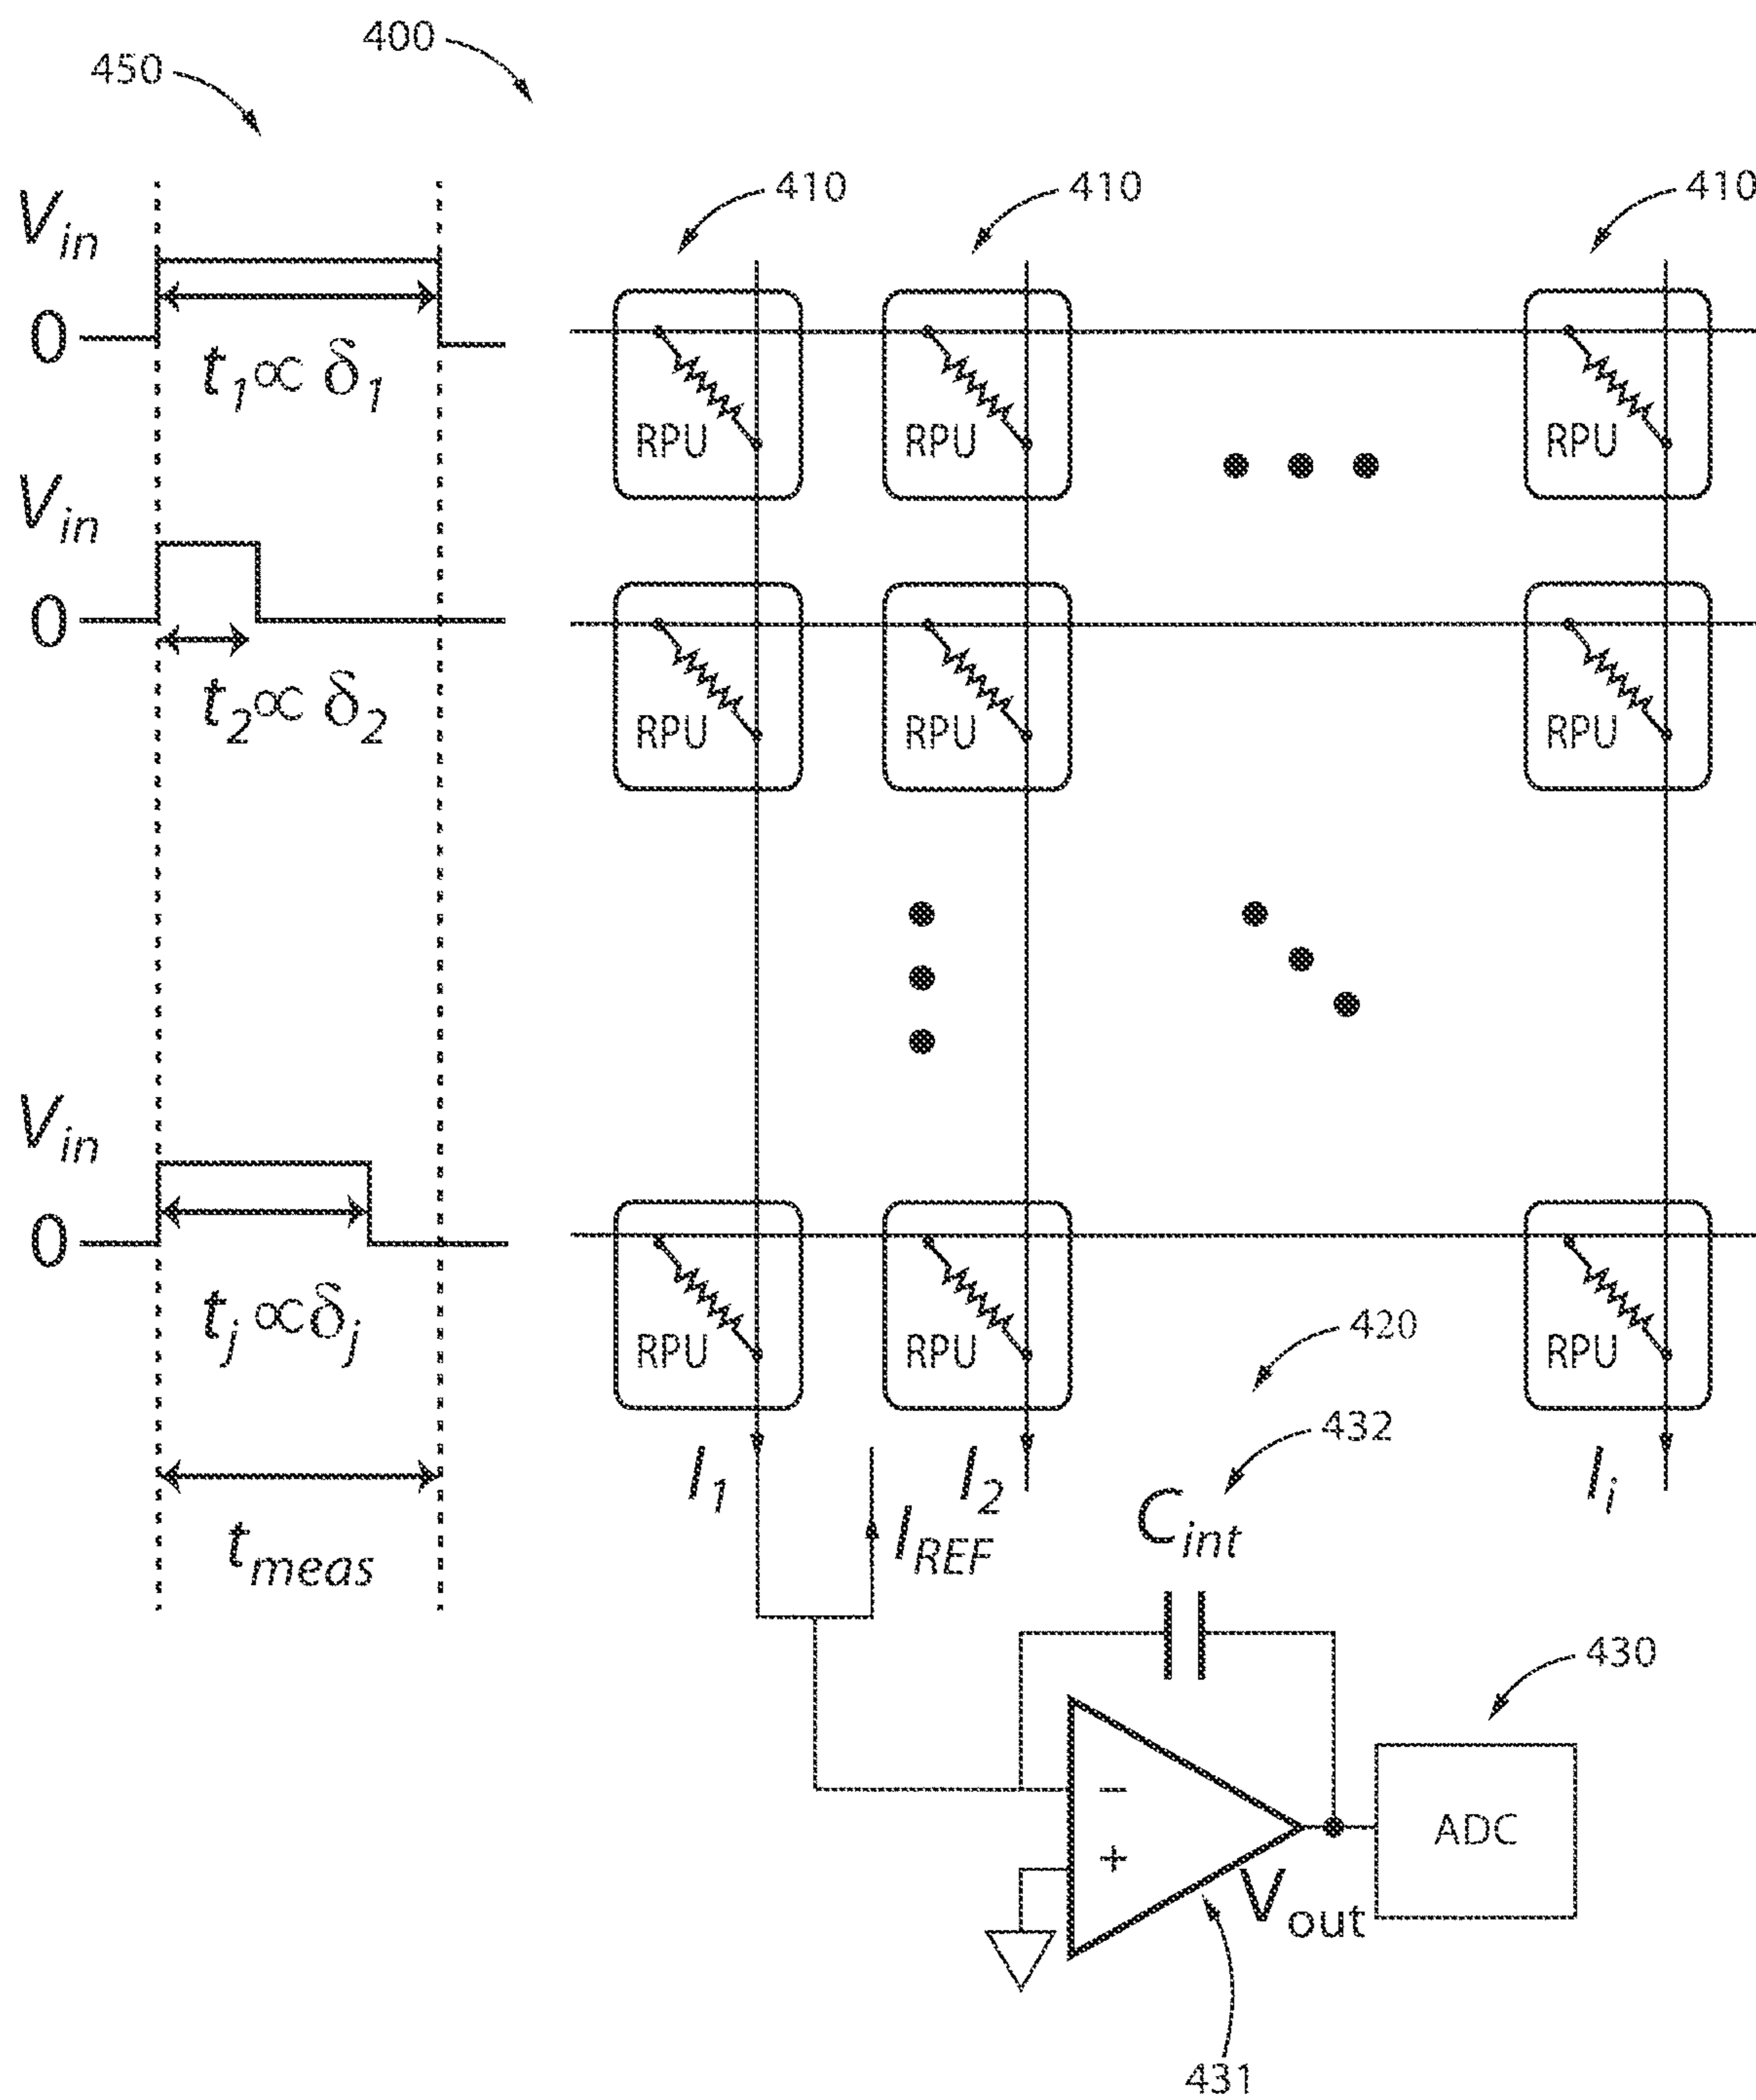 400
450
410 410 410
V_in
0
t_1∝ δ_1
RPU RPU RPU
V_in
0
t_2∝ δ_2
RPU RPU RPU
V_in
0
t_j∝δ_j
RPU RPU RPU
420
432
I_1 I_2 I_i
I_REF
C_int
t_meas
430
−
+
ADC
V_out
431